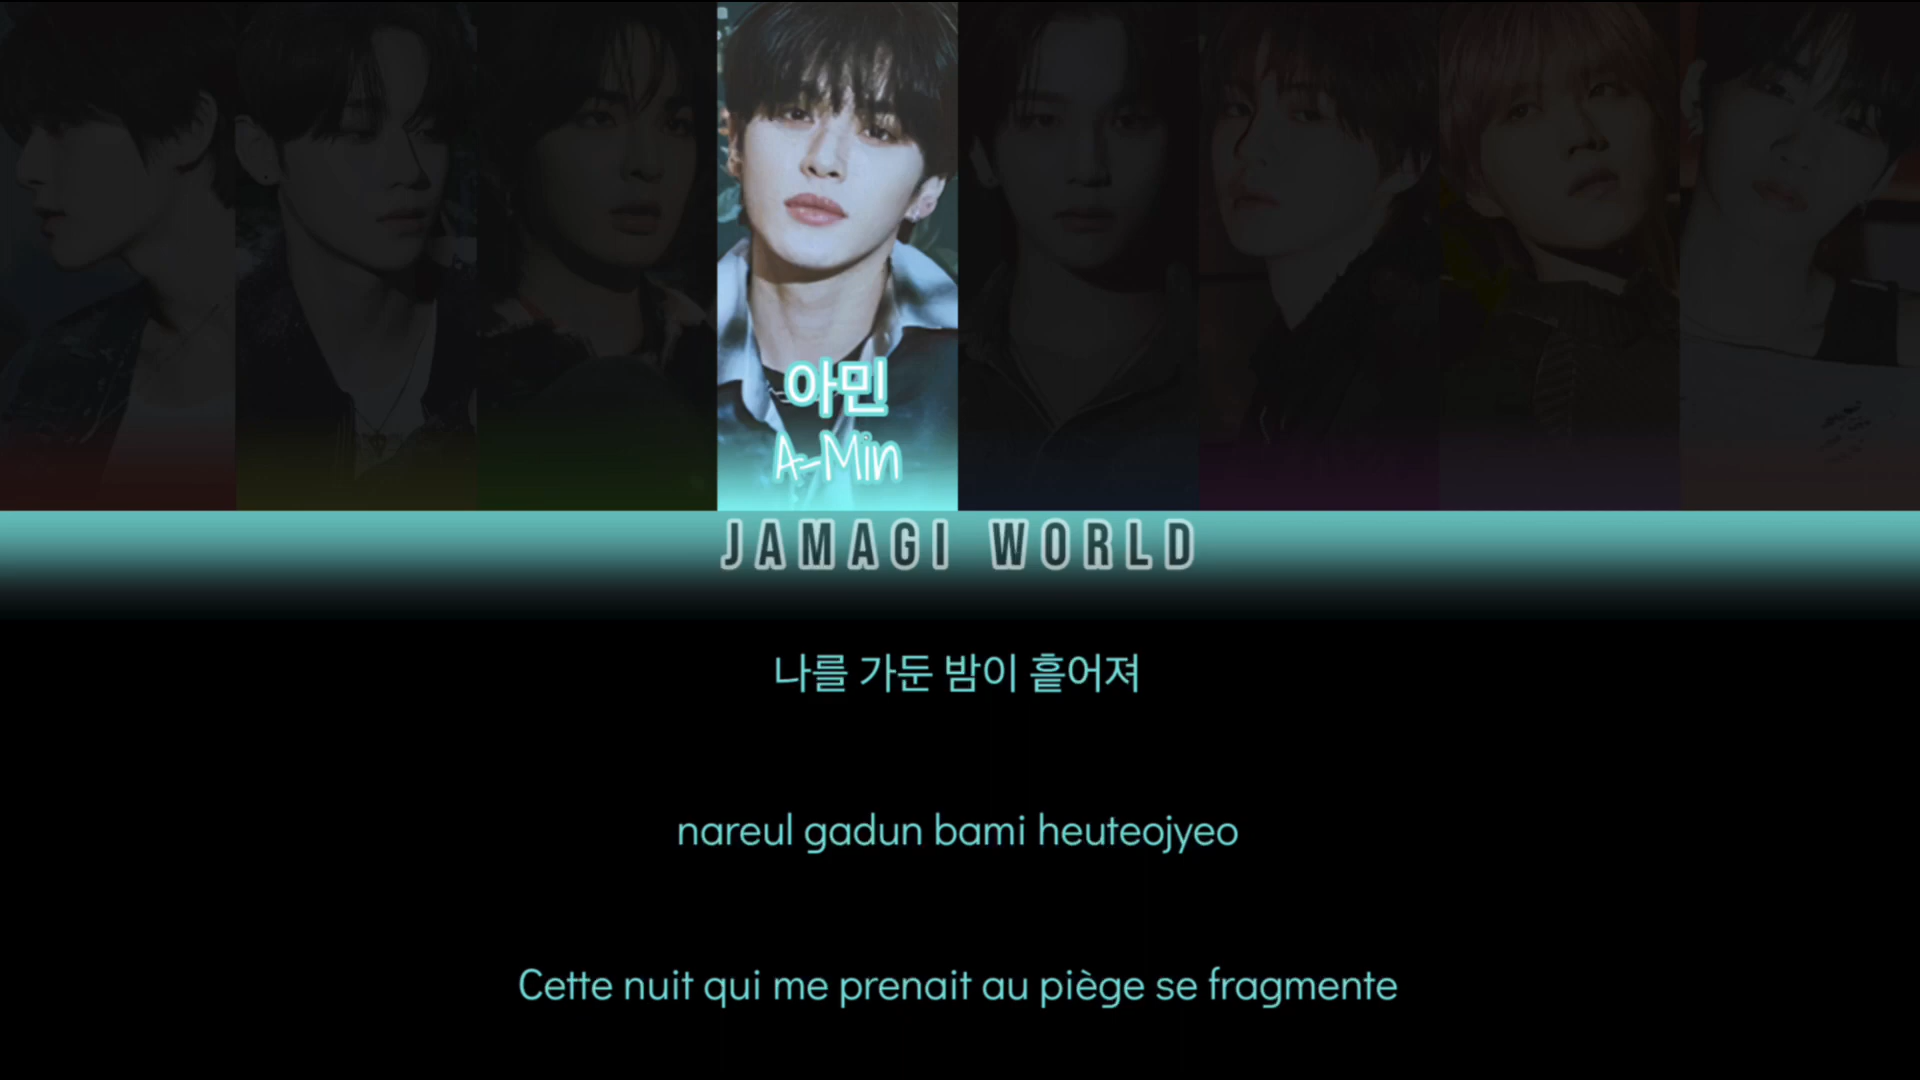 아민
A-Min
JAMAGI WORLD
나를 가둔 밤이 흩어져
nareul gadun bami heuteojyeo
Cette nuit qui me prenait au piège se fragmente